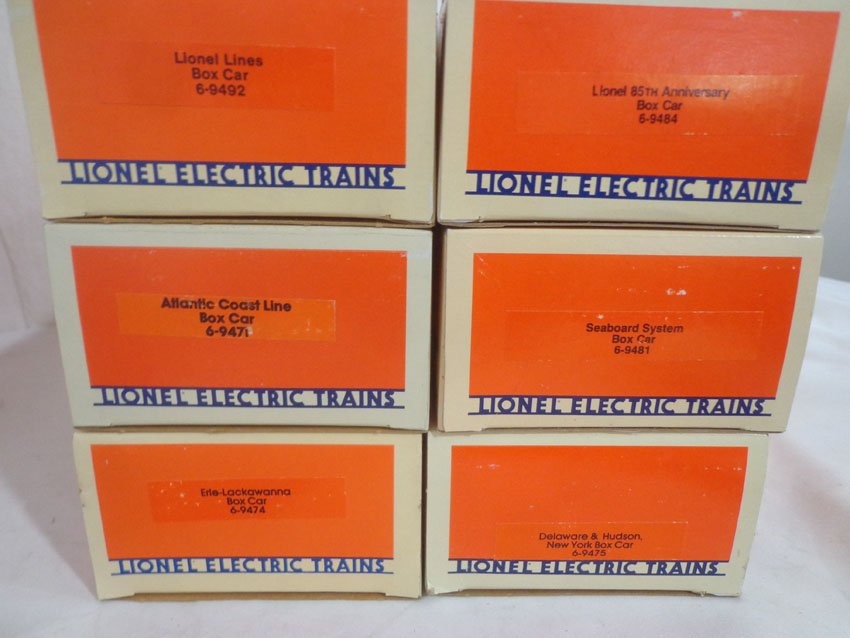 Lionel Lines
Box Car
6-9492
LIONEL ELECTRIC TRAINS
Lionel 85TH Anniversary
Box Car
6-9484
LIONEL ELECTRIC TRAINS
Atlantic Coast Line
Box Car
6-9471
LIONEL ELECTRIC TRAINS
Seaboard System
Box Car
6-9481
LIONEL ELECTRIC TRAINS
Erie-Lackawanna
Box Car
6-9474
LIONEL ELECTRIC TRAINS
Delaware & Hudson,
New York Box Car
6-9475
LIONEL ELECTRIC TRAINS